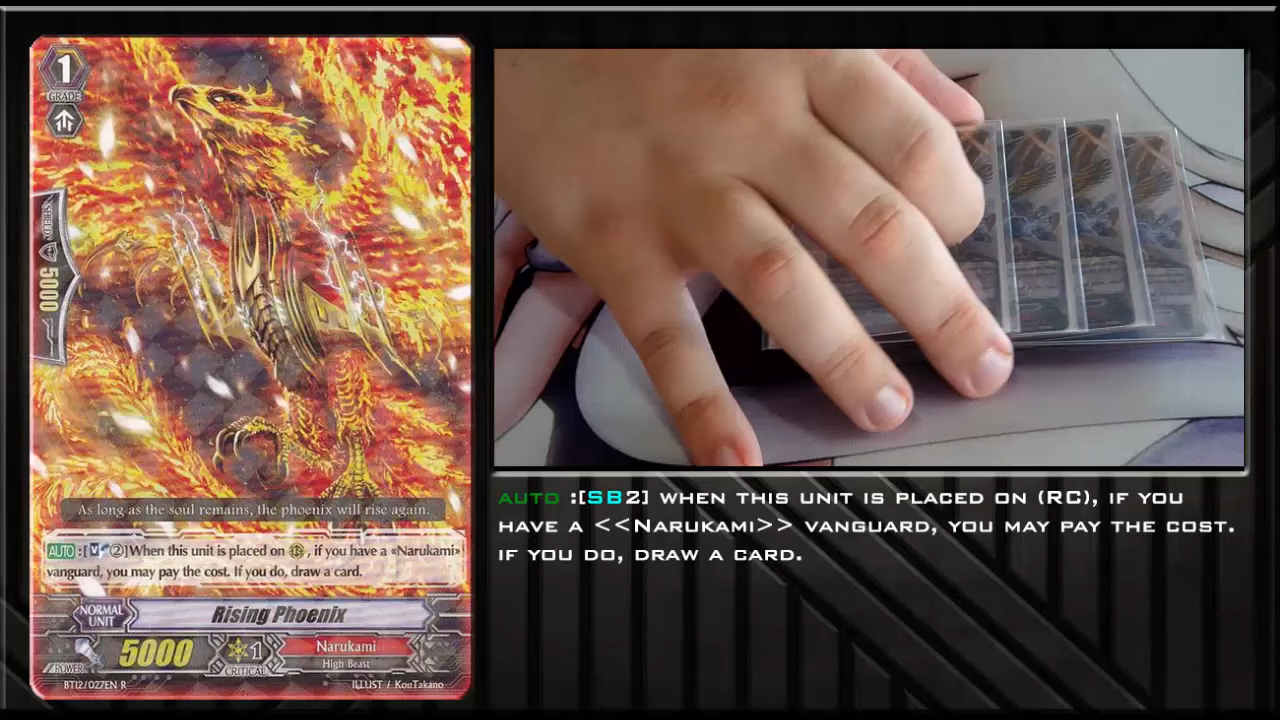 1
GRADE
SHIELD
5000
As long as the soul remains, the phoenix will rise again.
AUTO :[②]When this unit is placed on , if you have a «Narukami»
vanguard, you may pay the cost. If you do, draw a card.
NORMAL
UNIT
Rising Phoenix
POWER 5000 1 CRITICAL
Narukami
High Beast
BT12/027EN R
ILLUST / KouTakano
AUTO :[SB2] WHEN THIS UNIT IS PLACED ON (RC), IF YOU
HAVE A <<NARUKAMI>> VANGUARD, YOU MAY PAY THE COST.
IF YOU DO, DRAW A CARD.